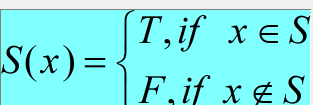 S(x) = { T, if x ∈ S
F, if x ∉ S